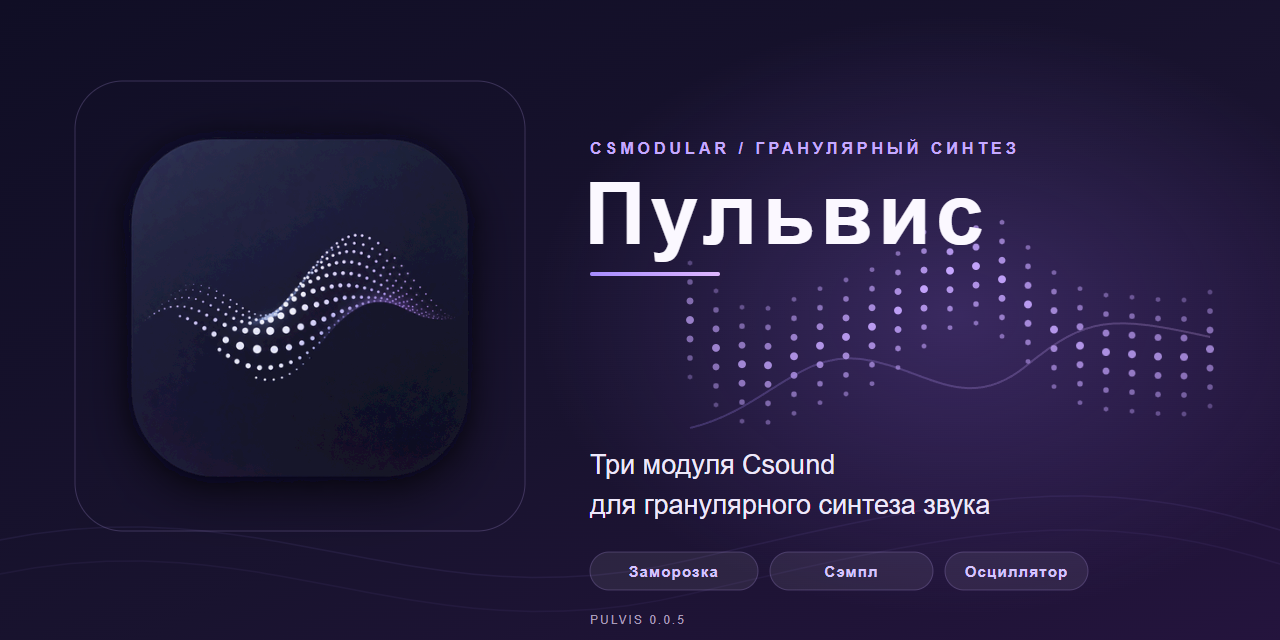 CSMODULAR / ГРАНУЛЯРНЫЙ СИНТЕЗ
Пульвис
Три модуля Csound
для гранулярного синтеза звука
Заморозка
Сэмпл
Осциллятор
PULVIS 0.0.5